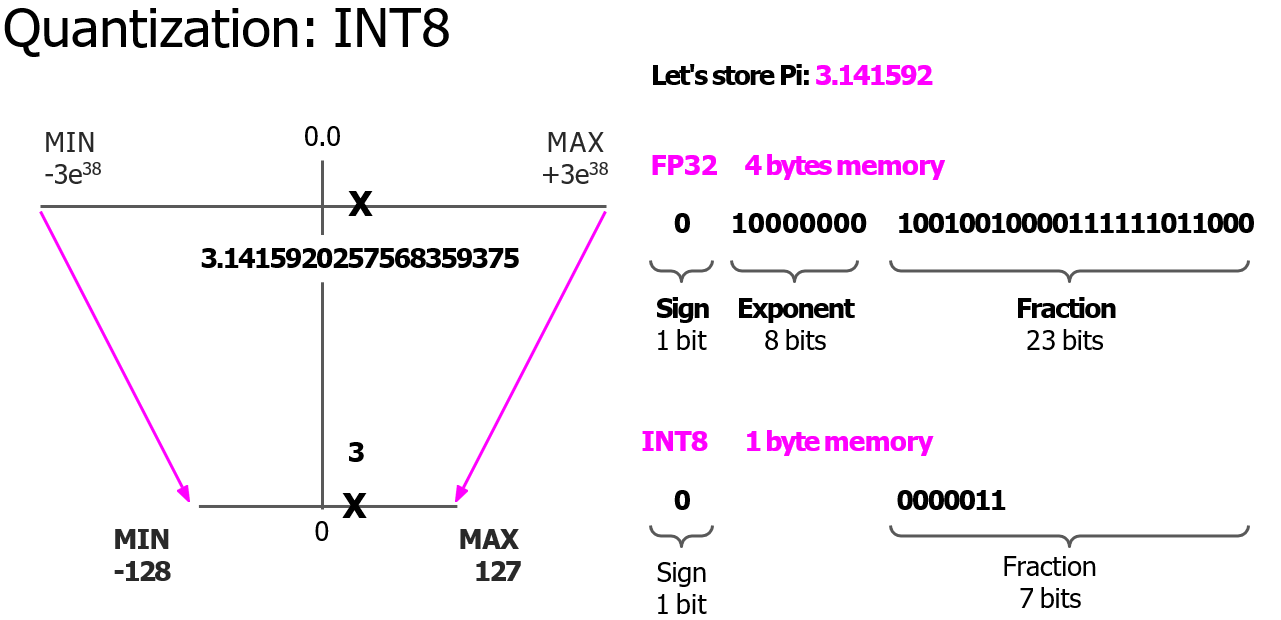 Quantization: INT8
Let's store Pi: 3.141592
MIN
-3e³⁸
0.0
MAX
+3e³⁸
X
3.1415920257568359375
3
X
0
MIN
-128
MAX
127
FP32 4 bytes memory
0 10000000 10010010000111111011000
Sign Exponent Fraction
1 bit 8 bits 23 bits
INT8 1 byte memory
0 0000011
Sign Fraction
1 bit 7 bits